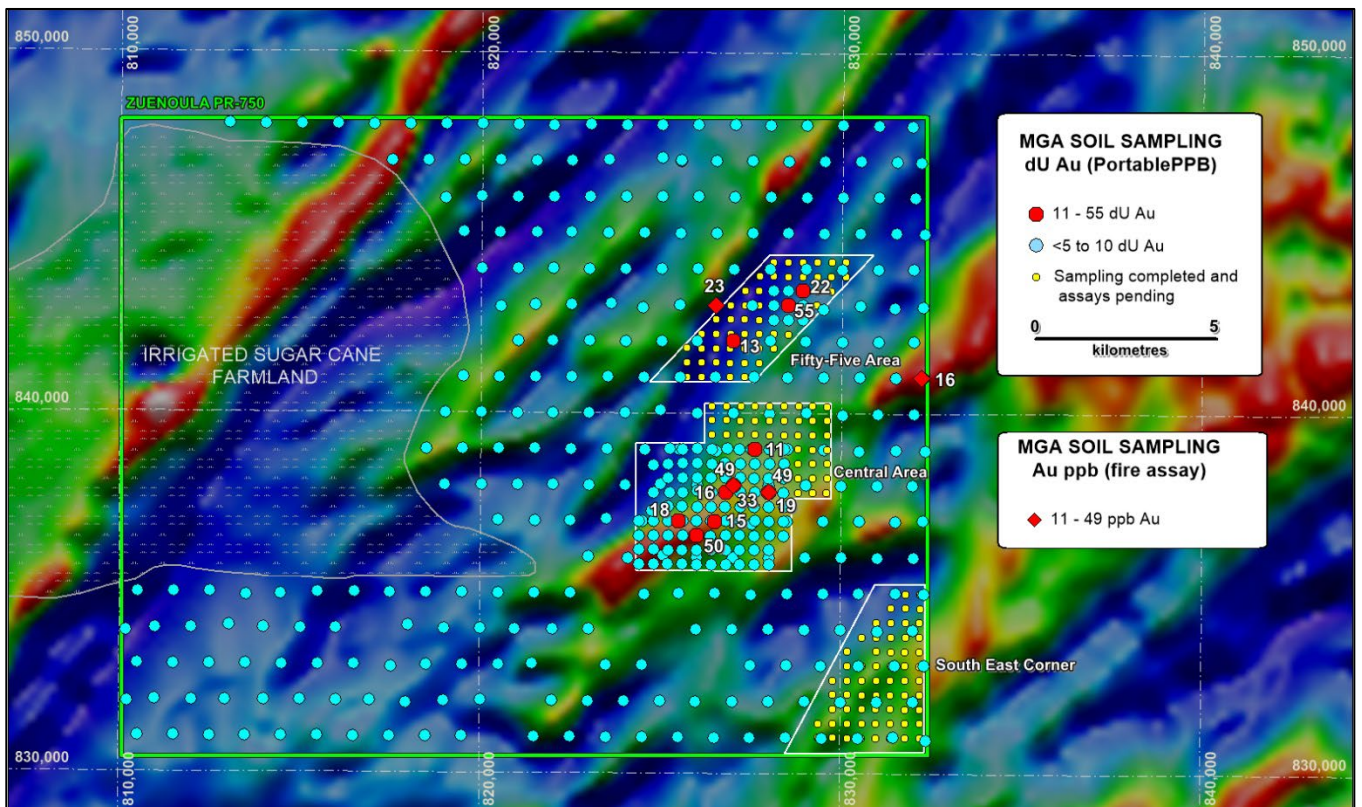 850,000
810,000
820,000
830,000
840,000
850,000
ZUENOULA PR-750
MGA SOIL SAMPLING
dU Au (PortablePPB)
11 - 55 dU Au
<5 to 10 dU Au
Sampling completed and
assays pending
0 5
kilometres
23
22
55
13
IRRIGATED SUGAR CANE
FARMLAND
Fifty-Five Area
16
840,000
840,000
MGA SOIL SAMPLING
Au ppb (fire assay)
11 - 49 ppb Au
11
49
49
Central Area
16
33
19
18
15
50
South East Corner
830,000
830,000
810,000
820,000
830,000
840,000